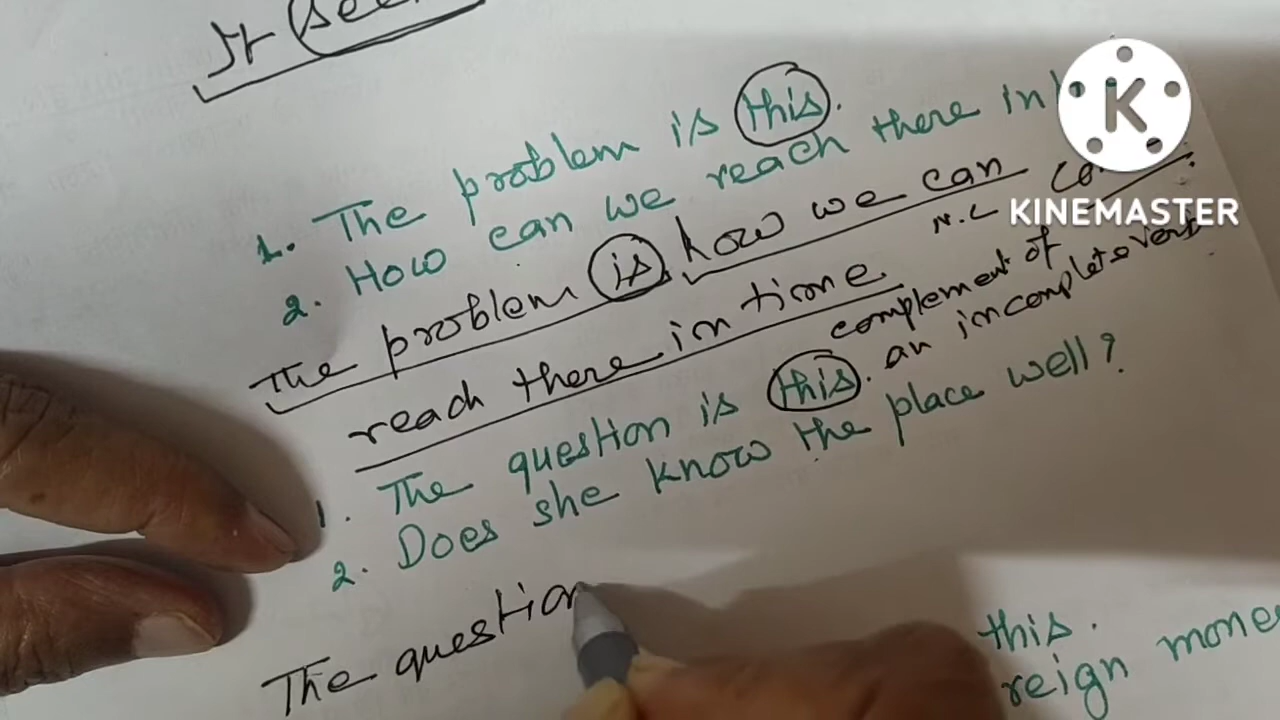 It
1. The problem is this.
2. How can we reach there in
The problem is how we can
N.C
reach there in time
complement of
an incomplete verb
1. The question is this.
2. Does she know the place well?
The question
this.
reign
KINEMASTER